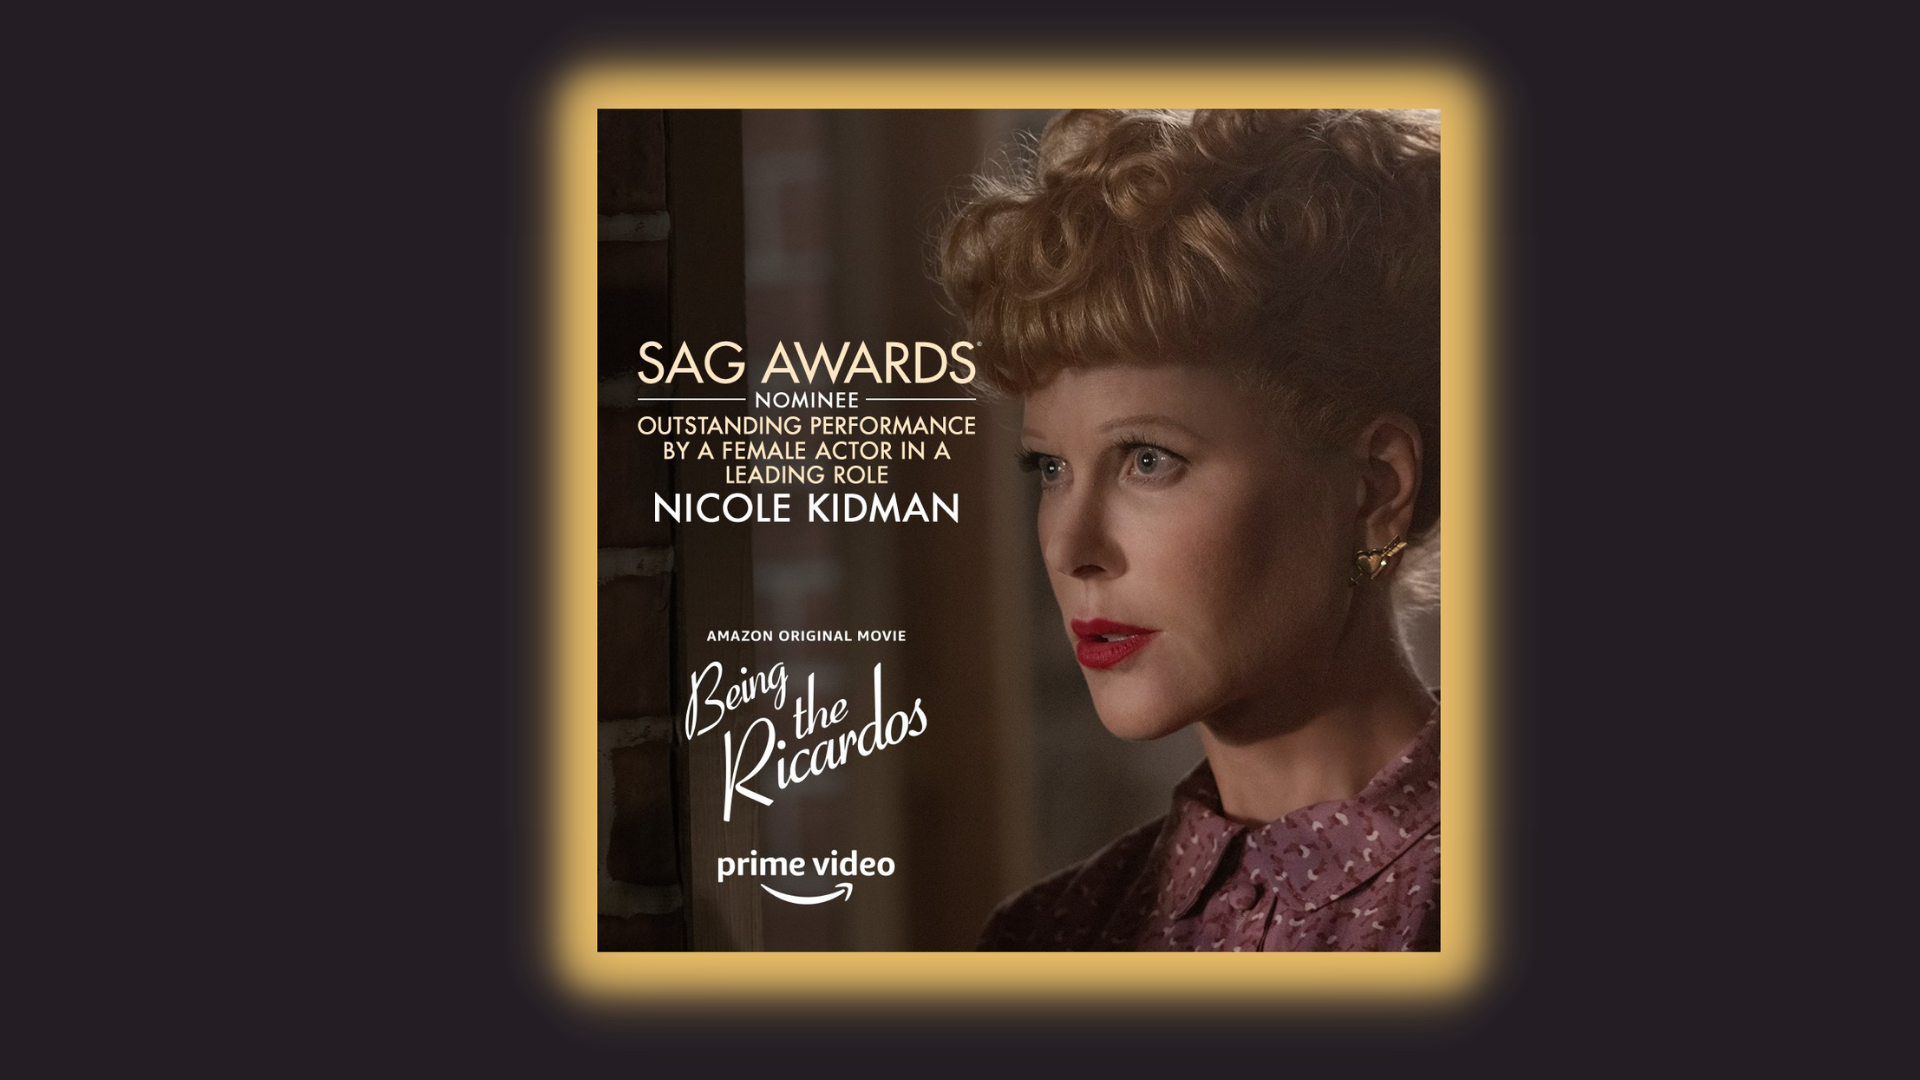 SAG AWARDS®
NOMINEE
OUTSTANDING PERFORMANCE
BY A FEMALE ACTOR IN A
LEADING ROLE
NICOLE KIDMAN
AMAZON ORIGINAL MOVIE
Being
the
Ricardos
prime video